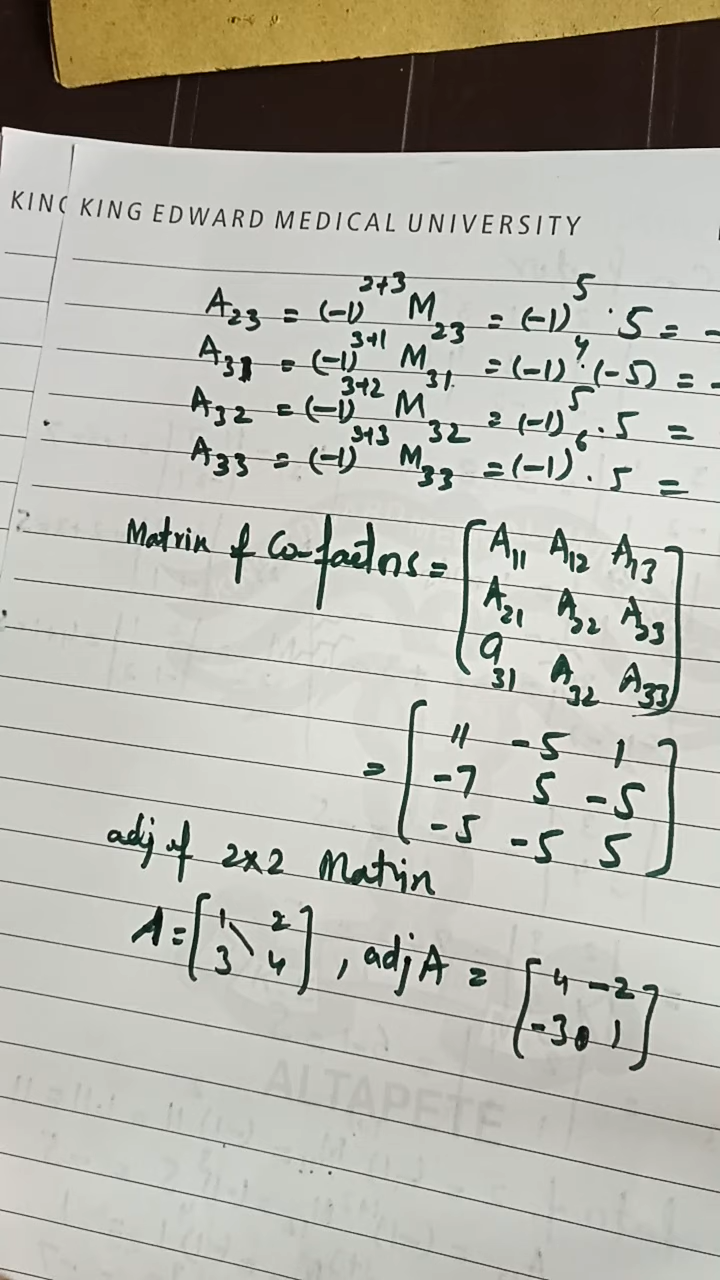 KING KING EDWARD MEDICAL UNIVERSITY
A₂₃ = (-1)²⁺³ M₂₃ = (-1)⁵ · 5 = -
A₃₁ = (-1)³⁺¹ M₃₁. = (-1)⁴ · (-5) = -
A₃₂ = (-1)³⁺² M₃₂ = (-1)⁵ · 5 =
A₃₃ = (-1)³⁺³ M₃₃ = (-1)⁶ · 5 =
Matrix of Co-factors = [A₁₁ A₁₂ A₁₃
A₂₁ A₂₂ A₂₃
a₃₁ A₃₂ A₃₃]
= [11 -5 1
-7 5 -5
-5 -5 5]
adj of 2x2 Matrix
A = [1 2
3 4], adj A = [4 -2
-3 1]
ALTAPETE